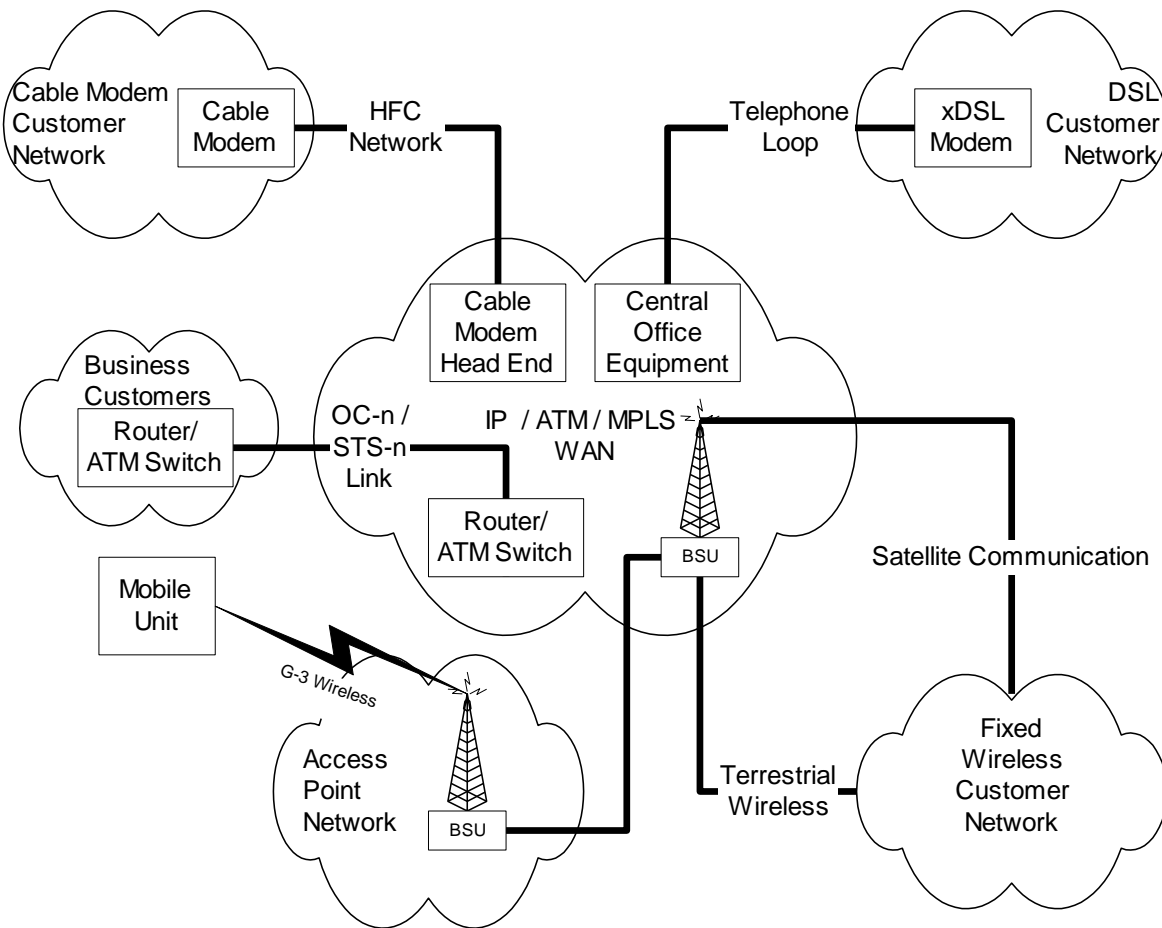 Cable Modem
Customer
Network
Cable
Modem
HFC
Network
Telephone
Loop
xDSL
Modem
DSL
Customer
Network
Cable
Modem
Head End
Central
Office
Equipment
Business
Customers
Router/
ATM Switch
OC-n /
STS-n
Link
IP / ATM / MPLS
WAN
Router/
ATM Switch
BSU
Satellite Communication
Mobile
Unit
G-3 Wireless
Access
Point
Network
BSU
Terrestrial
Wireless
Fixed
Wireless
Customer
Network